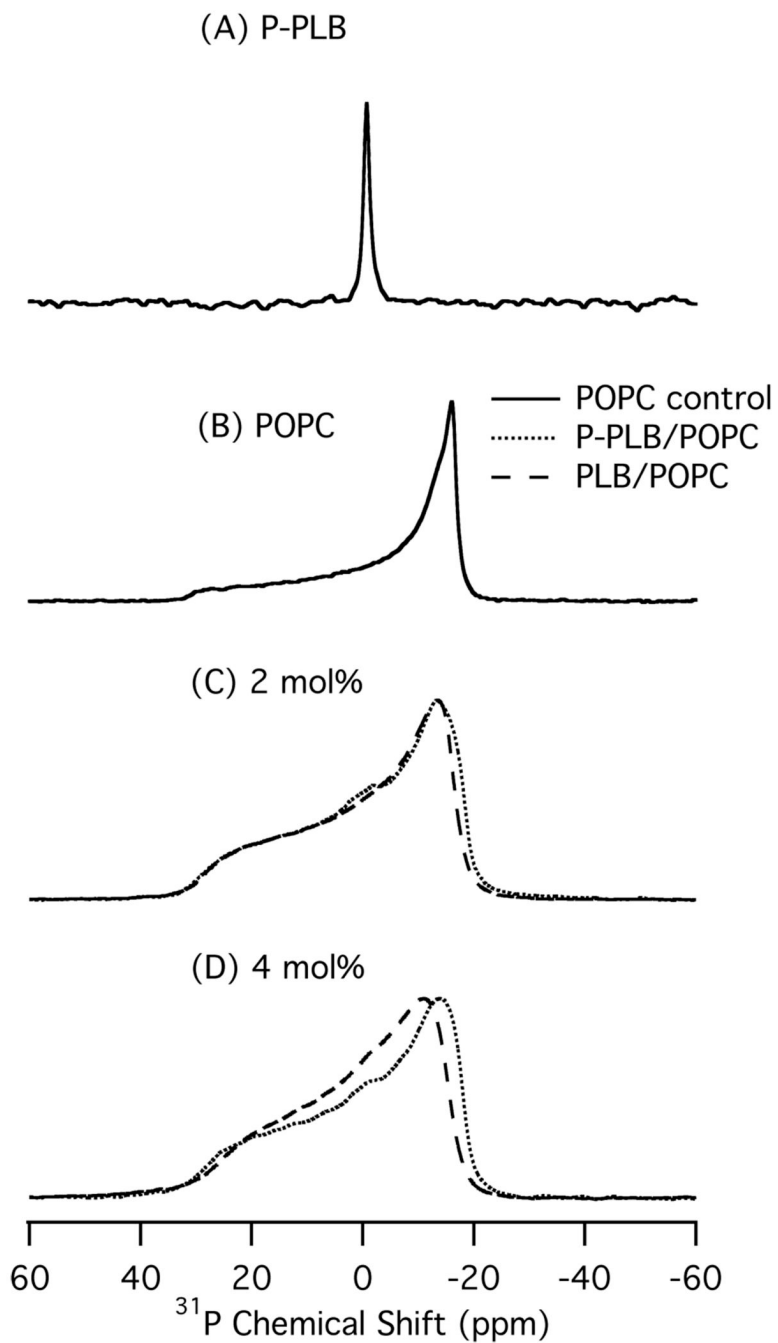 (A) P-PLB
(B) POPC
POPC control
P-PLB/POPC
PLB/POPC
(C) 2 mol%
(D) 4 mol%
60 40 20 0 -20 -40 -60
³¹P Chemical Shift (ppm)